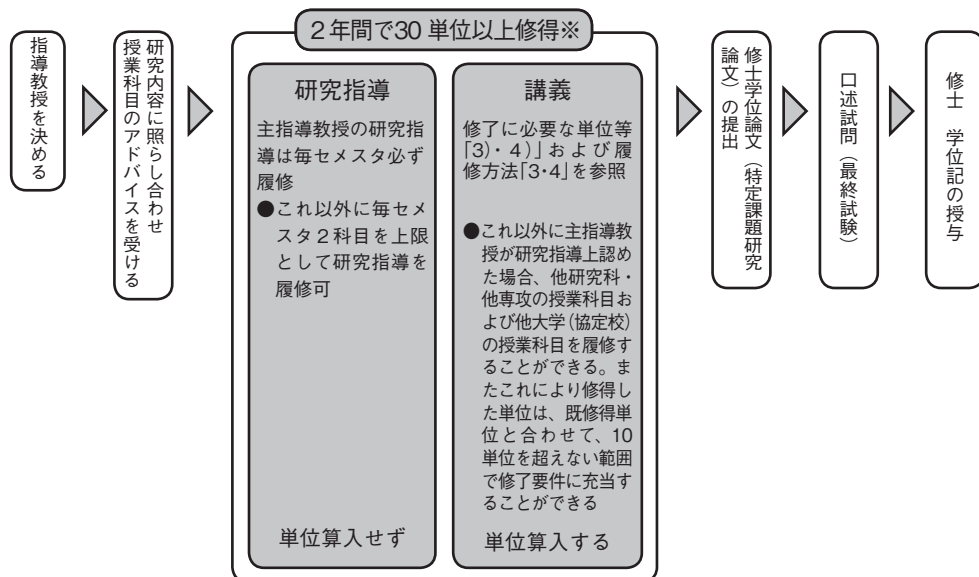 指導教授を決める
研究内容に照らし合わせ
授業科目のアドバイスを受ける
2年間で30単位以上修得※
研究指導
主指導教授の研究指
導は毎セメスタ必ず
履修
●これ以外に毎セメ
スタ2科目を上限
として研究指導を
履修可
単位算入せず
講義
修了に必要な単位等
「3)・4)」および履
修方法「3・4」を参照
●これ以外に主指導教
授が研究指導上認め
た場合、他研究科・
他専攻の授業科目お
よび他大学(協定校)
の授業科目を履修す
ることができる。ま
たこれにより修得し
た単位は、既修得単
位と合わせて、10
単位を超えない範囲
で修了要件に充当す
ることができる
単位算入する
修士学位論文(特定課題研究
論文)の提出
口述試問(最終試験)
修士 学位記の授与